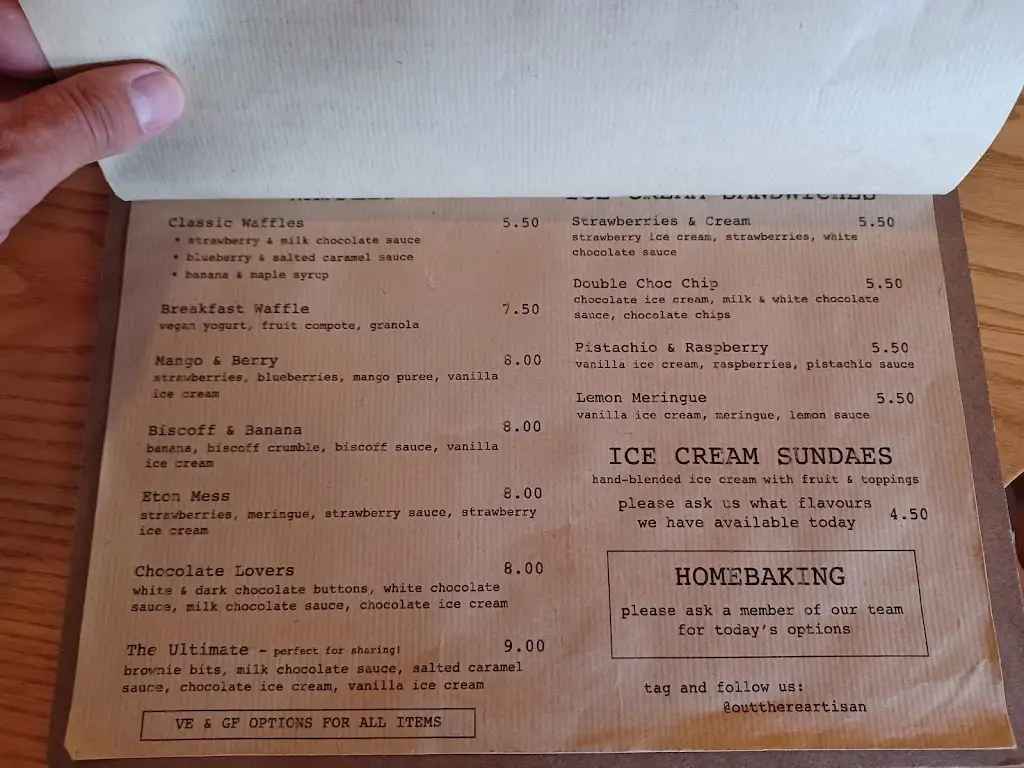 WAFFLES
Classic Waffles 5.50
• strawberry & milk chocolate sauce
• blueberry & salted caramel sauce
• banana & maple syrup
Breakfast Waffle 7.50
vegan yogurt, fruit compote, granola
Mango & Berry 8.00
strawberries, blueberries, mango puree, vanilla
ice cream
Biscoff & Banana 8.00
banana, biscoff crumble, biscoff sauce, vanilla
ice cream
Eton Mess 8.00
strawberries, meringue, strawberry sauce, strawberry
ice cream
Chocolate Lovers 8.00
white & dark chocolate buttons, white chocolate
sauce, milk chocolate sauce, chocolate ice cream
The Ultimate - perfect for sharing! 9.00
brownie bits, milk chocolate sauce, salted caramel
sauce, chocolate ice cream, vanilla ice cream
VE & GF OPTIONS FOR ALL ITEMS
ICE CREAM SANDWICHES
Strawberries & Cream 5.50
strawberry ice cream, strawberries, white
chocolate sauce
Double Choc Chip 5.50
chocolate ice cream, milk & white chocolate
sauce, chocolate chips
Pistachio & Raspberry 5.50
vanilla ice cream, raspberries, pistachio sauce
Lemon Meringue 5.50
vanilla ice cream, meringue, lemon sauce
ICE CREAM SUNDAES
hand-blended ice cream with fruit & toppings
please ask us what flavours
we have available today 4.50
HOMEBAKING
please ask a member of our team
for today's options
tag and follow us:
@outthereartisan